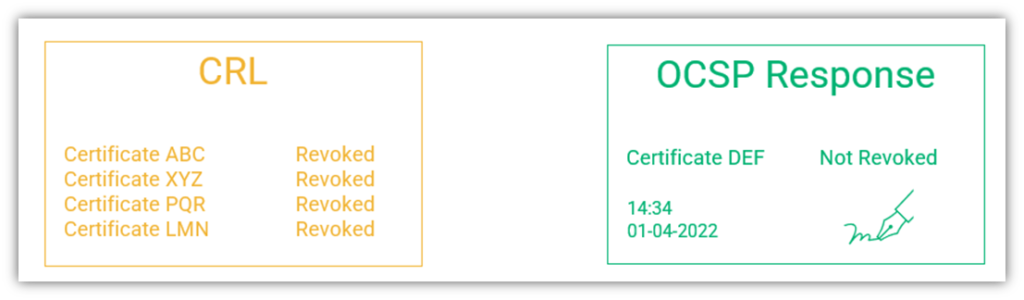 CRL
Certificate ABC Revoked
Certificate XYZ Revoked
Certificate PQR Revoked
Certificate LMN Revoked
OCSP Response
Certificate DEF Not Revoked
14:34
01-04-2022